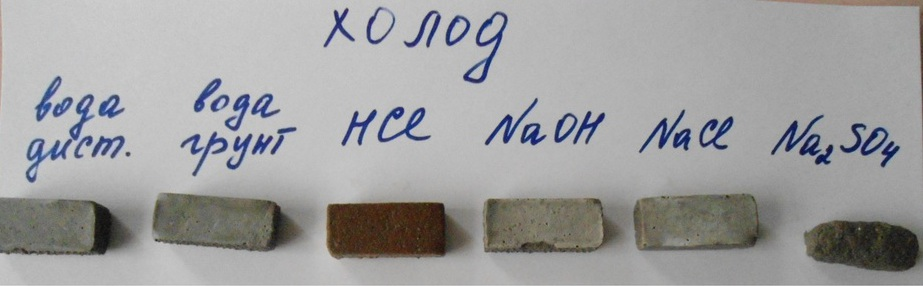 холод
вода дист.
вода грунт
HCl
NaOH
NaCl
Na₂SO₄